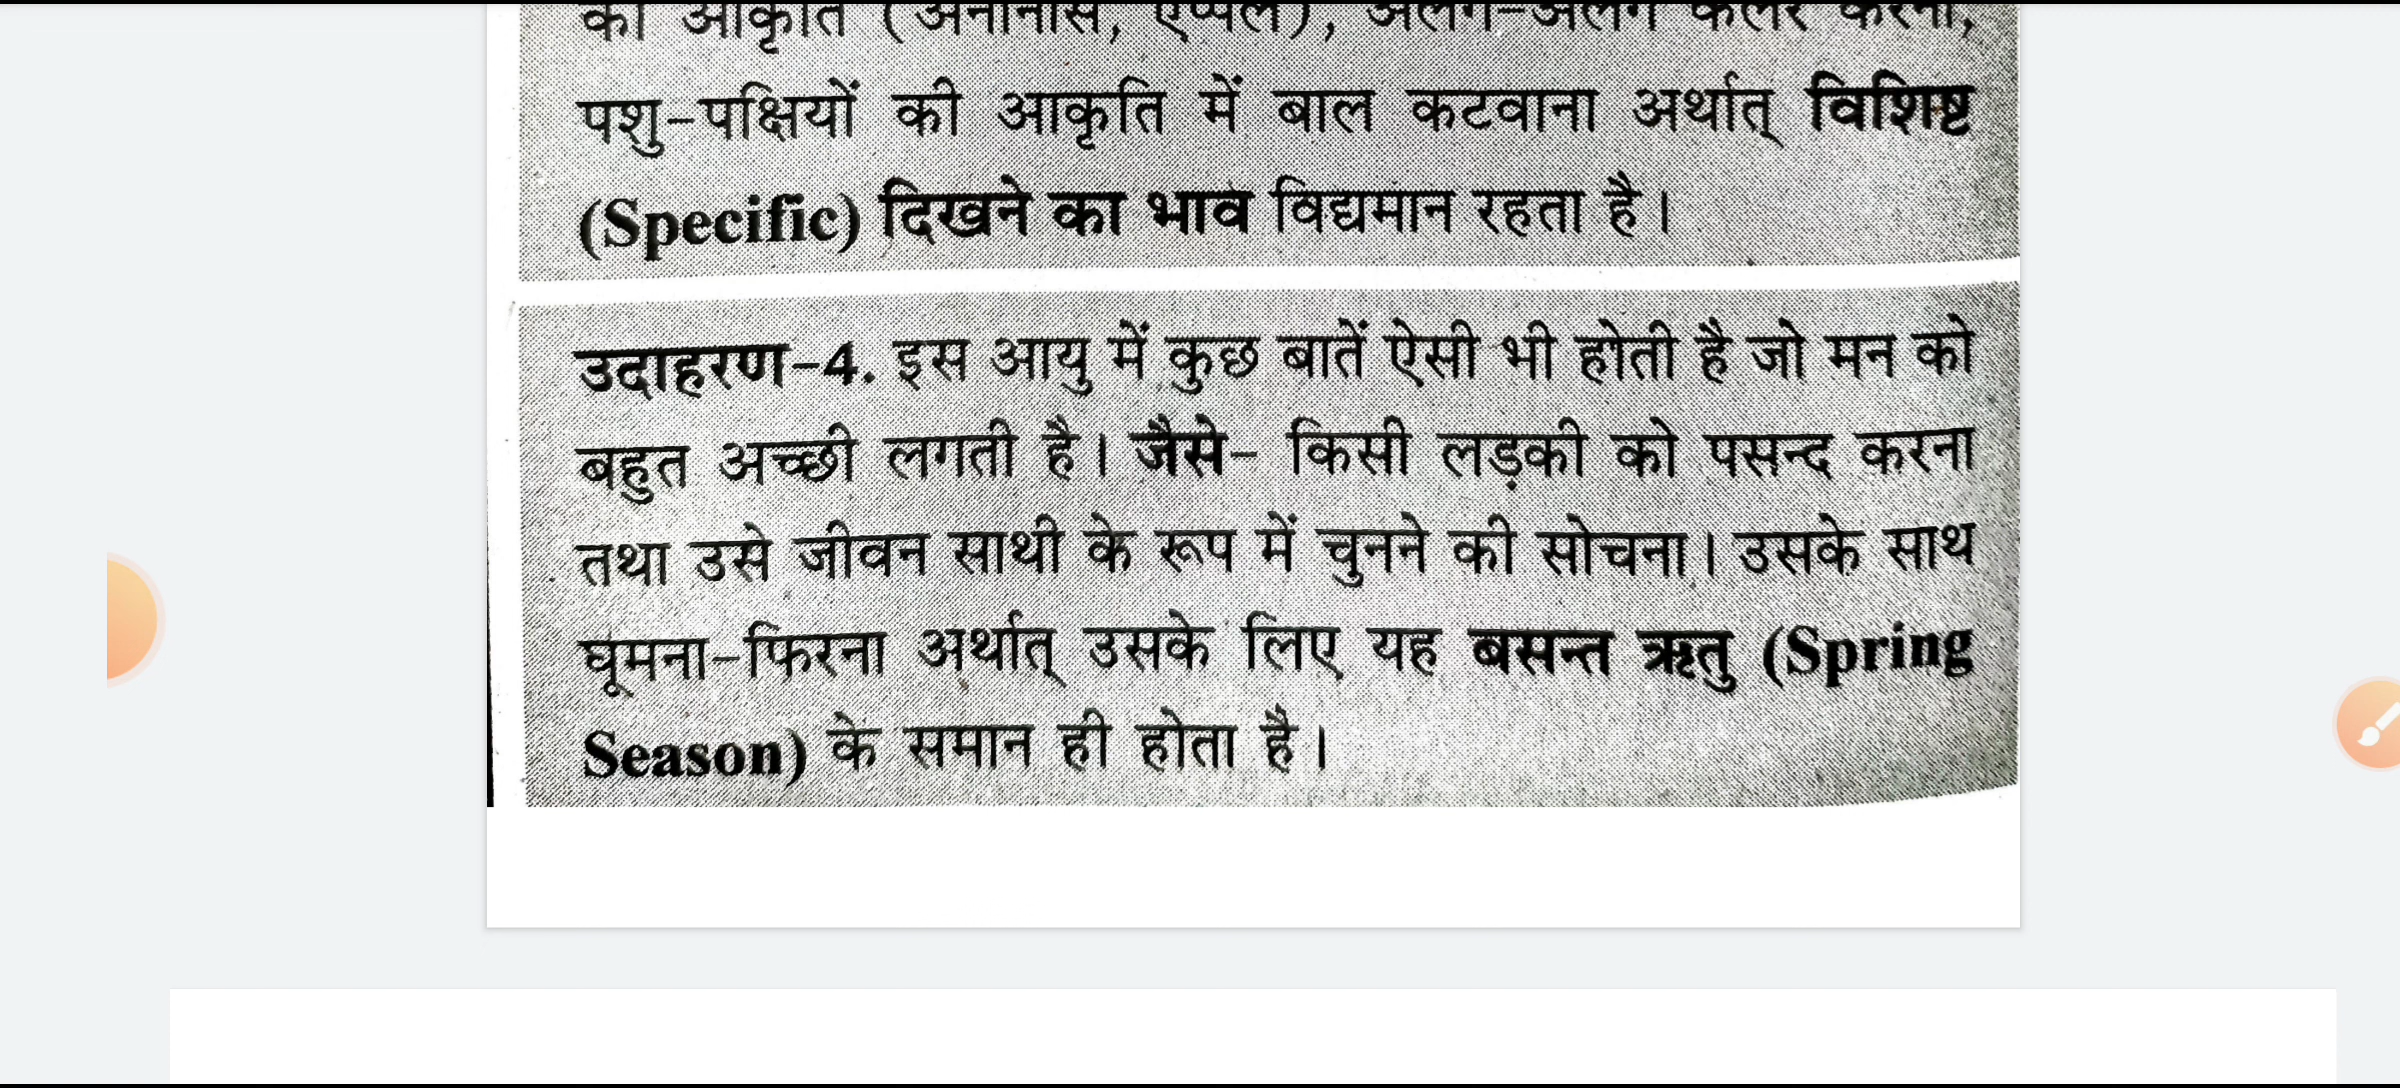 की आकृति (अनानास, एप्पल), अलग-अलग कलर करना,
पशु-पक्षियों की आकृति में बाल कटवाना अर्थात् विशिष्ट
(Specific) दिखने का भाव विद्यमान रहता है।
उदाहरण-4. इस आयु में कुछ बातें ऐसी भी होती है जो मन को
बहुत अच्छी लगती है। जैसे- किसी लड़की को पसन्द करना
तथा उसे जीवन साथी के रूप में चुनने की सोचना। उसके साथ
घूमना-फिरना अर्थात् उसके लिए यह बसन्त ऋतु (Spring
Season) के समान ही होता है।